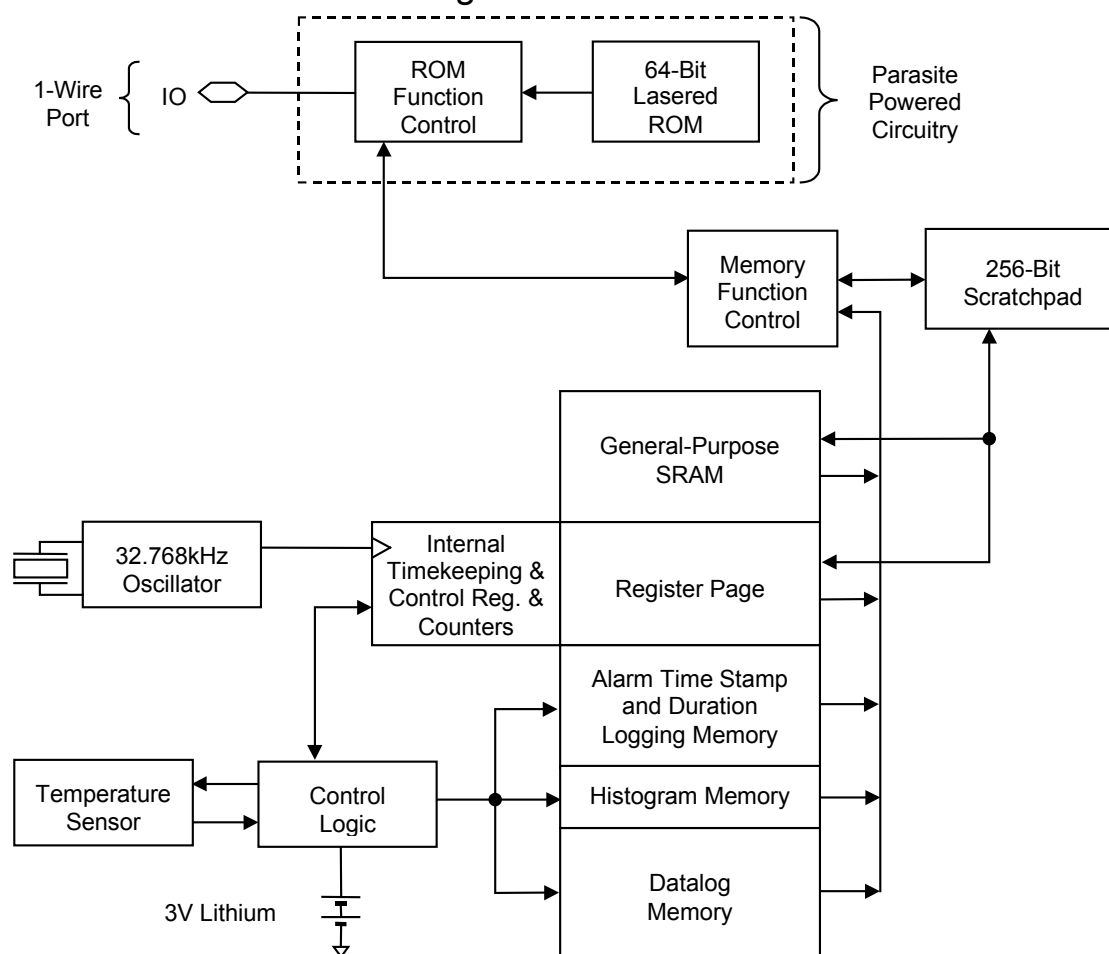 ROM
Function
Control
64-Bit
Lasered
ROM
1-Wire
Port
IO
Parasite
Powered
Circuitry
Memory
Function
Control
256-Bit
Scratchpad
General-Purpose
SRAM
32.768kHz
Oscillator
Internal
Timekeeping &
Control Reg. &
Counters
Register Page
Alarm Time Stamp
and Duration
Logging Memory
Temperature
Sensor
Control
Logic
Histogram Memory
Datalog
Memory
3V Lithium